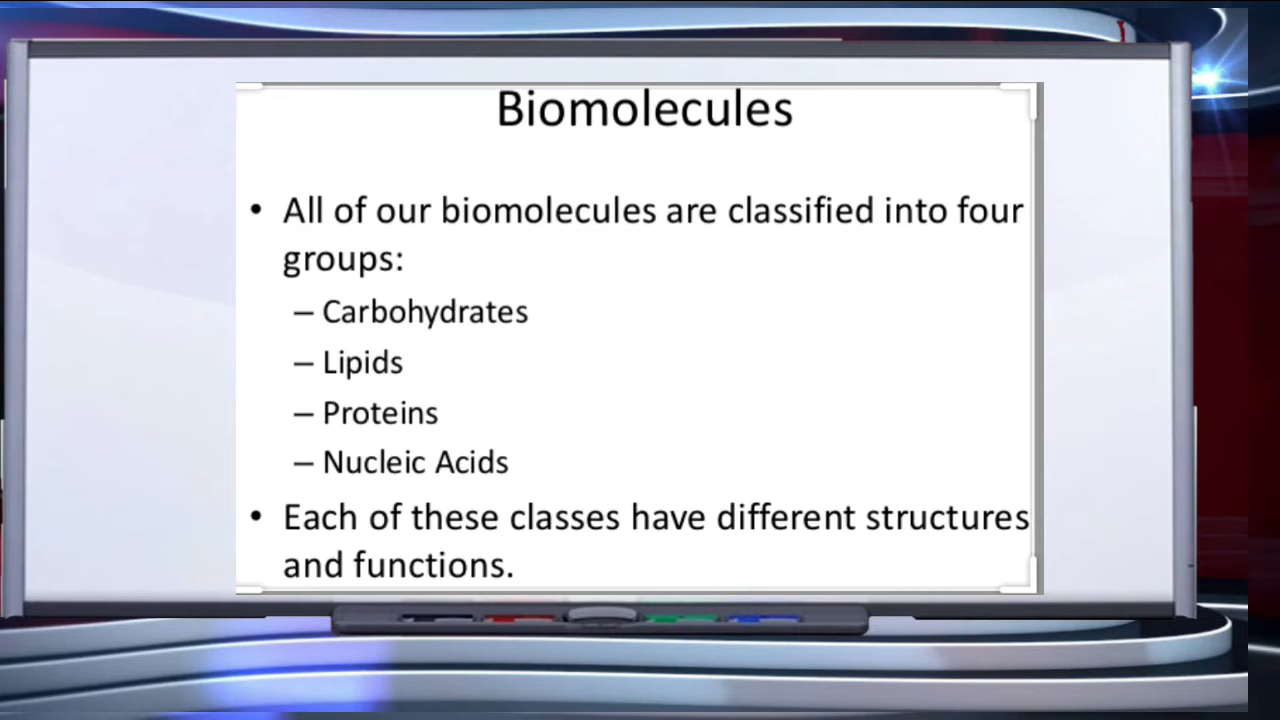 Biomolecules
• All of our biomolecules are classified into four
groups:
– Carbohydrates
– Lipids
– Proteins
– Nucleic Acids
• Each of these classes have different structures
and functions.